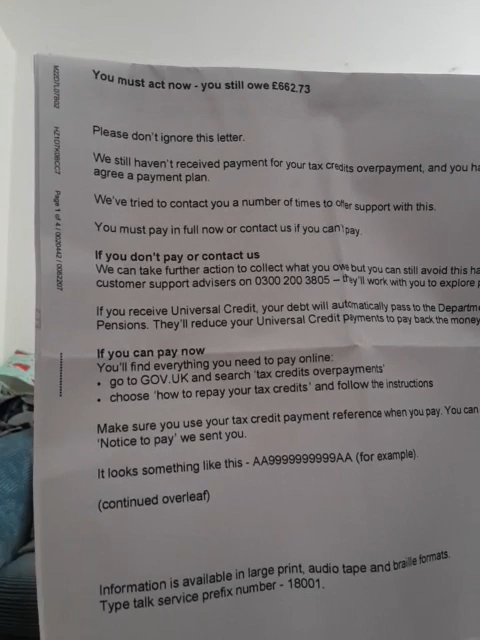 You must act now - you still owe £662.73
Please don't ignore this letter.
We still haven't received payment for your tax credits overpayment, and you ha
agree a payment plan.
We've tried to contact you a number of times to offer support with this.
You must pay in full now or contact us if you can't pay.
If you don't pay or contact us
We can take further action to collect what you owe but you can still avoid this ha
customer support advisers on 0300 200 3805 – they'll work with you to explore
If you receive Universal Credit, your debt will automatically pass to the Departme
Pensions. They'll reduce your Universal Credit payments to pay back the money
If you can pay now
You'll find everything you need to pay online:
• go to GOV.UK and search 'tax credits overpayments'
• choose 'how to repay your tax credits' and follow the instructions
Make sure you use your tax credit payment reference when you pay. You can
'Notice to pay' we sent you.
It looks something like this - AA9999999999AA (for example).
(continued overleaf)
Information is available in large print, audio tape and braille formats.
Type talk service prefix number - 18001.
Page 1 of 4